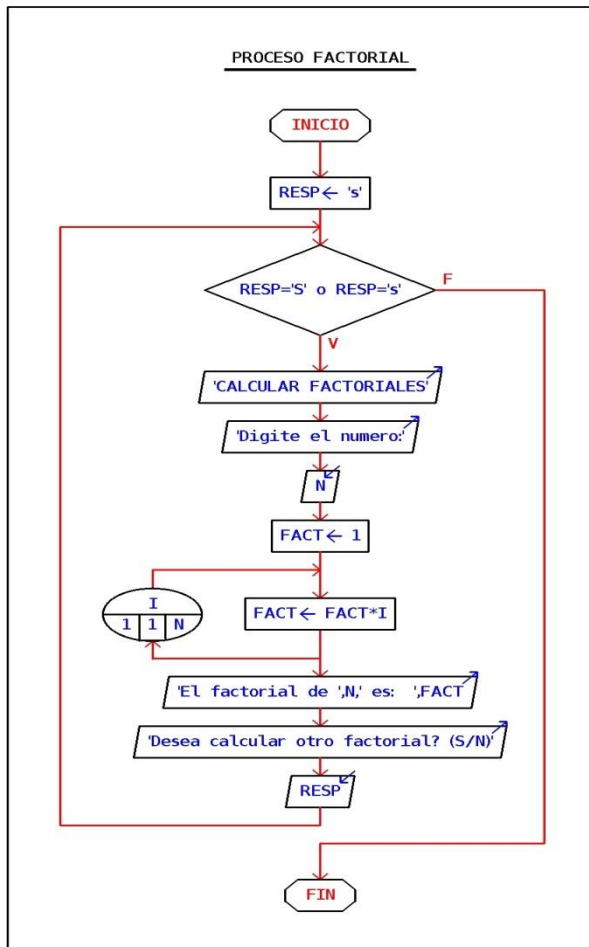 PROCESO FACTORIAL
INICIO
RESP← 's'
RESP='S' o RESP='s'
F
V
'CALCULAR FACTORIALES'
'Digite el numero:'
N
FACT← 1
I
1 1 N
FACT← FACT*I
'El factorial de ',N,' es:  ',FACT
'Desea calcular otro factorial? (S/N)'
RESP
FIN